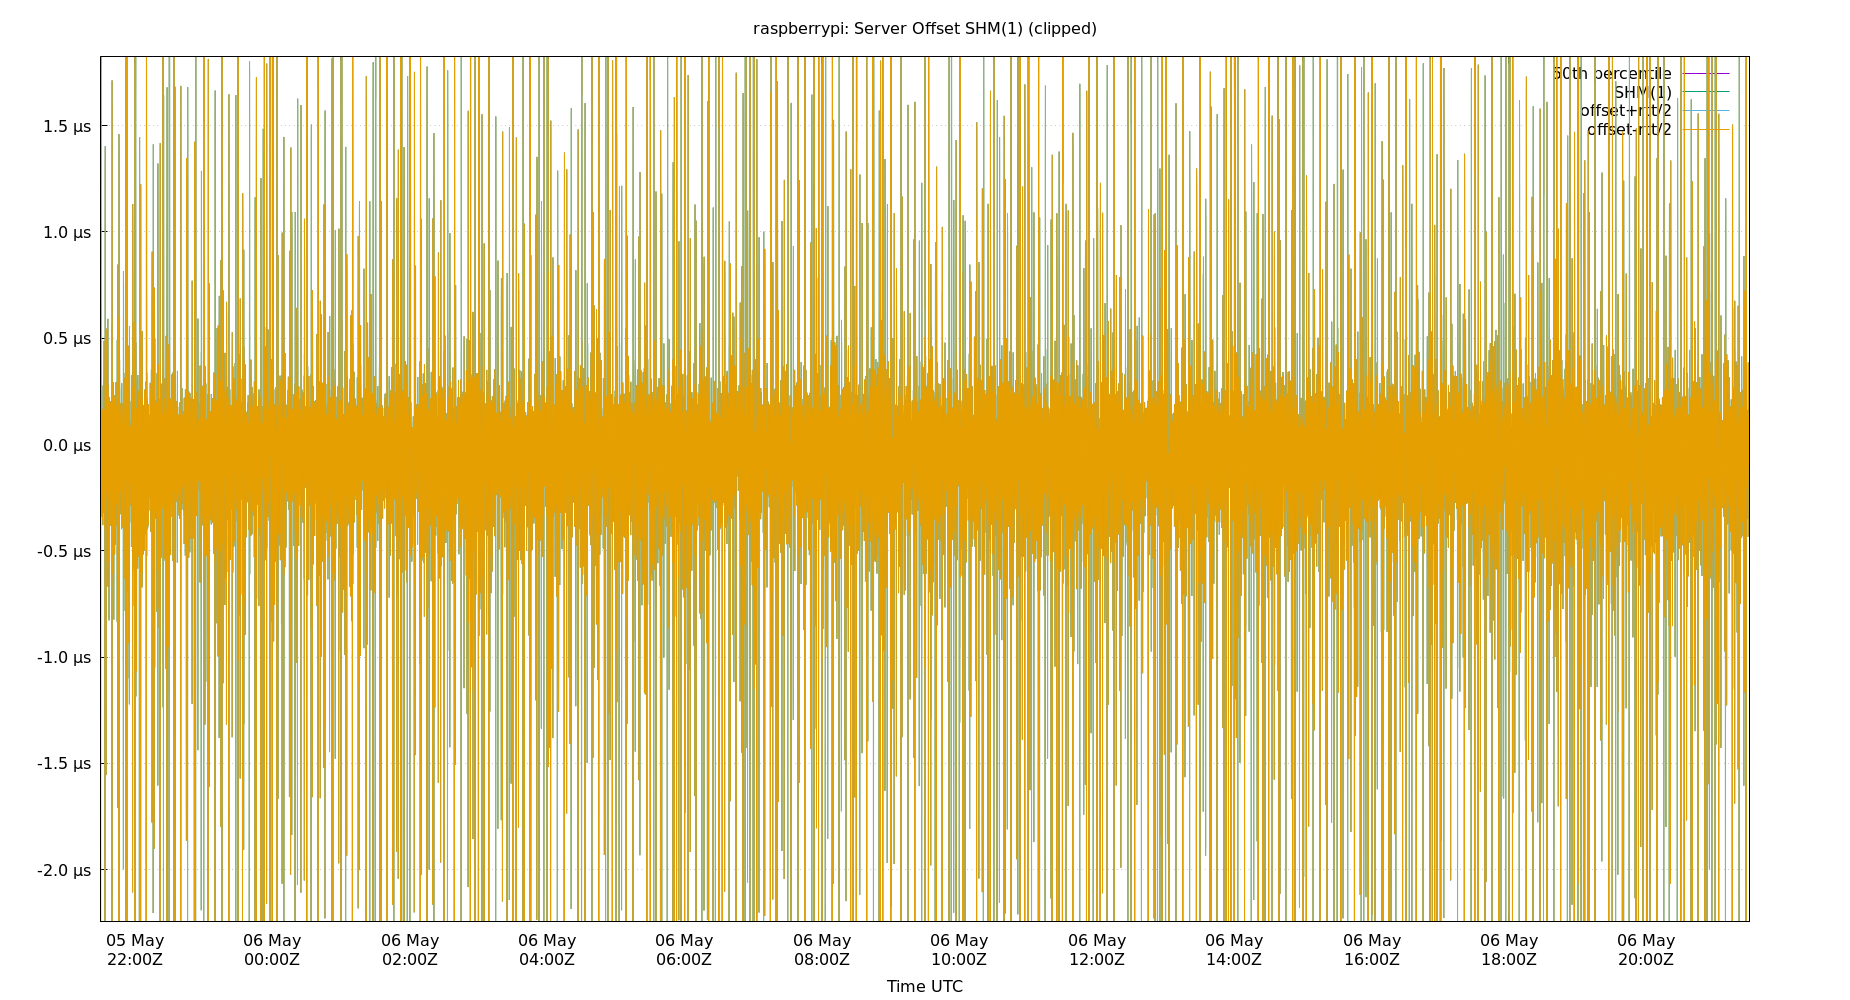 raspberrypi: Server Offset SHM(1) (clipped)
50th percentile
SHM(1)
offset+rtt/2
offset-rtt/2
1.5 µs
1.0 µs
0.5 µs
0.0 µs
-0.5 µs
-1.0 µs
-1.5 µs
-2.0 µs
05 May 06 May 06 May 06 May 06 May 06 May 06 May 06 May 06 May 06 May 06 May 06 May
22:00Z 00:00Z 02:00Z 04:00Z 06:00Z 08:00Z 10:00Z 12:00Z 14:00Z 16:00Z 18:00Z 20:00Z
Time UTC